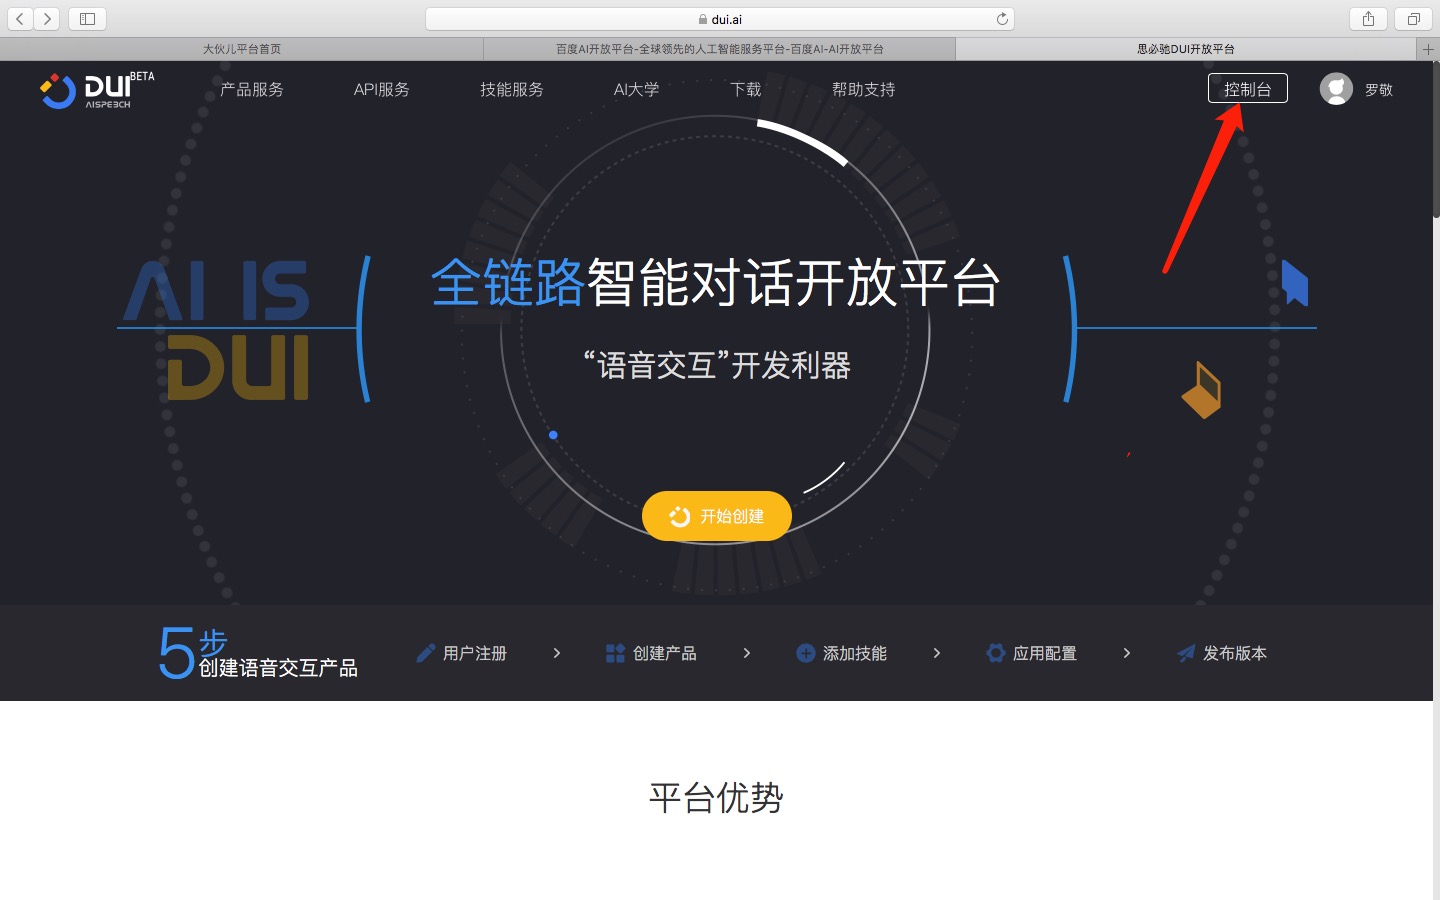 dui.ai
大伙儿平台首页
百度AI开放平台-全球领先的人工智能服务平台-百度AI-AI开放平台
思必驰DUI开放平台
DUI BETA
AISPEECH
产品服务
API服务
技能服务
AI大学
下载
帮助支持
控制台
罗敬
AI IS
DUI
全链路智能对话开放平台
“语音交互”开发利器
开始创建
5步
创建语音交互产品
用户注册
创建产品
添加技能
应用配置
发布版本
平台优势